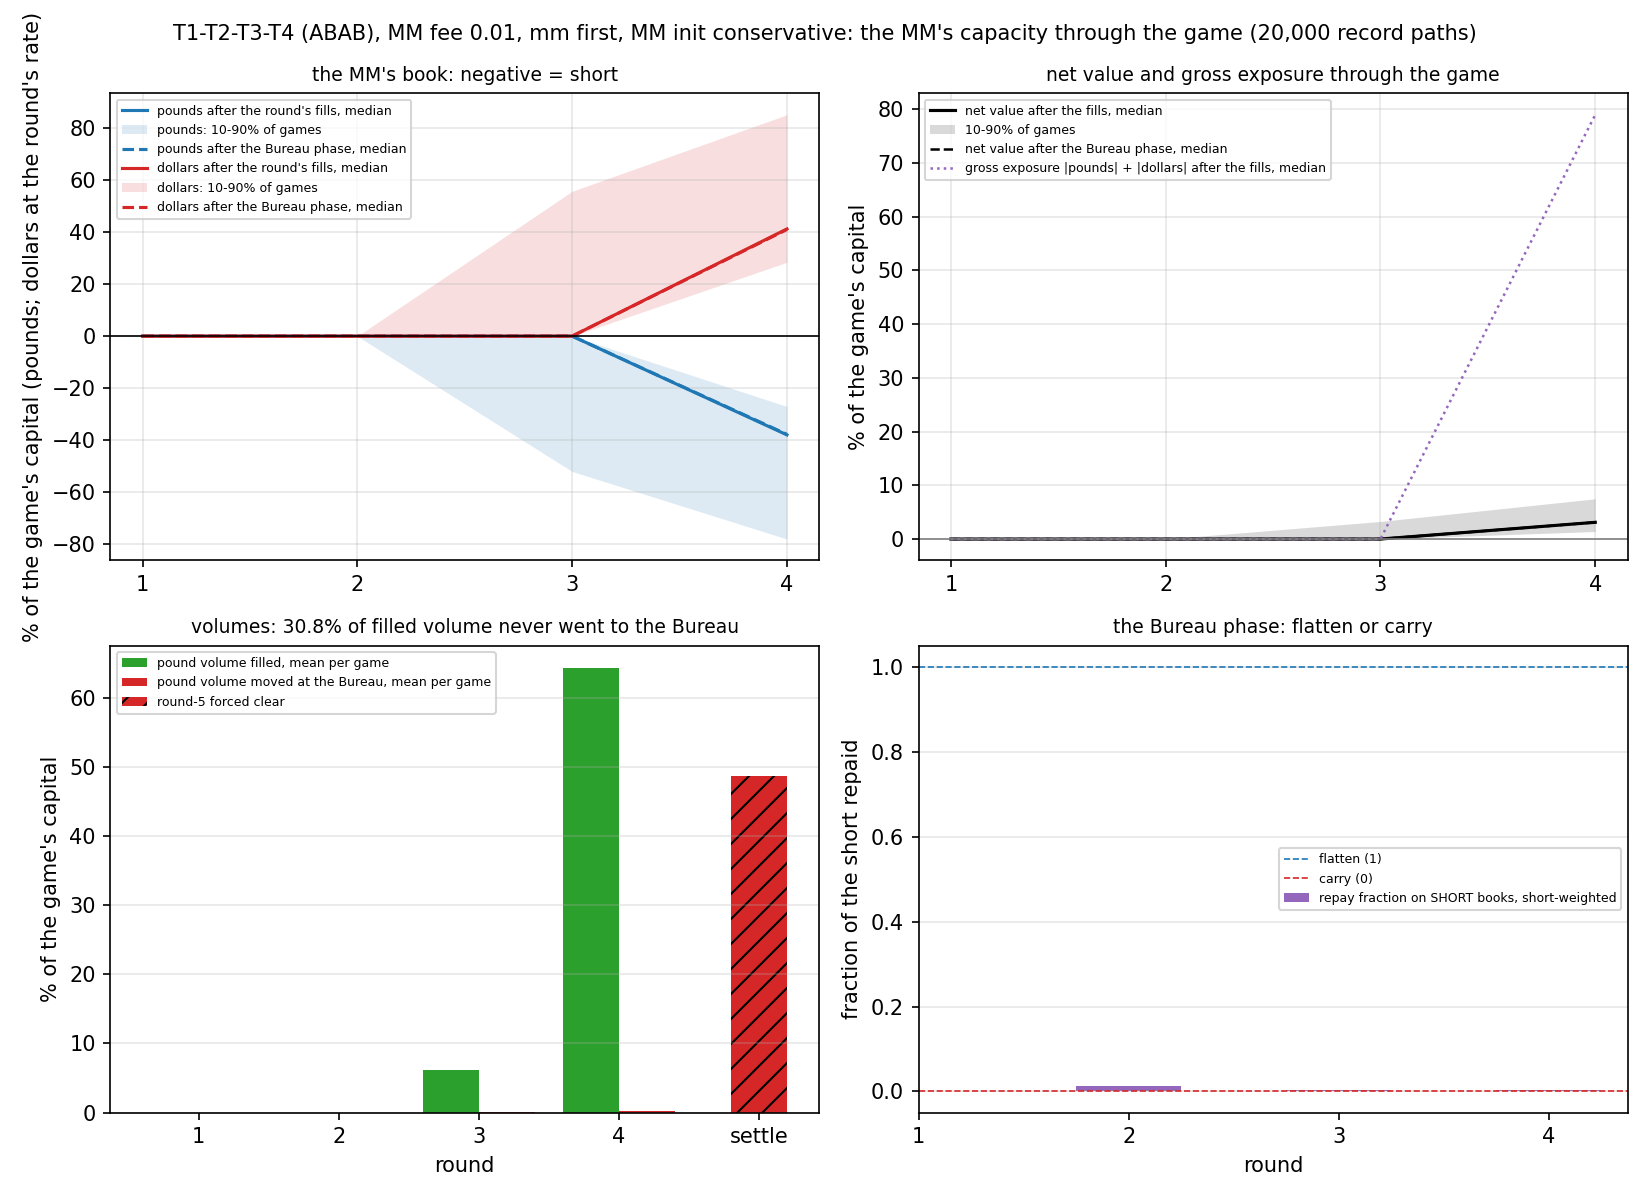 T1-T2-T3-T4 (ABAB), MM fee 0.01, mm first, MM init conservative: the MM's capacity through the game (20,000 record paths)
the MM's book: negative = short
% of the game's capital (pounds; dollars at the round's rate)
80
60
40
20
0
−20
−40
−60
−80
pounds after the round's fills, median
pounds: 10-90% of games
pounds after the Bureau phase, median
dollars after the round's fills, median
dollars: 10-90% of games
dollars after the Bureau phase, median
1
2
3
4
net value and gross exposure through the game
% of the game's capital
80
70
60
50
40
30
20
10
0
net value after the fills, median
10-90% of games
net value after the Bureau phase, median
gross exposure |pounds| + |dollars| after the fills, median
1
2
3
4
volumes: 30.8% of filled volume never went to the Bureau
% of the game's capital
60
50
40
30
20
10
0
pound volume filled, mean per game
pound volume moved at the Bureau, mean per game
round-5 forced clear
1
2
3
4
settle
round
the Bureau phase: flatten or carry
fraction of the short repaid
1.0
0.8
0.6
0.4
0.2
0.0
flatten (1)
carry (0)
repay fraction on SHORT books, short-weighted
1
2
3
4
round